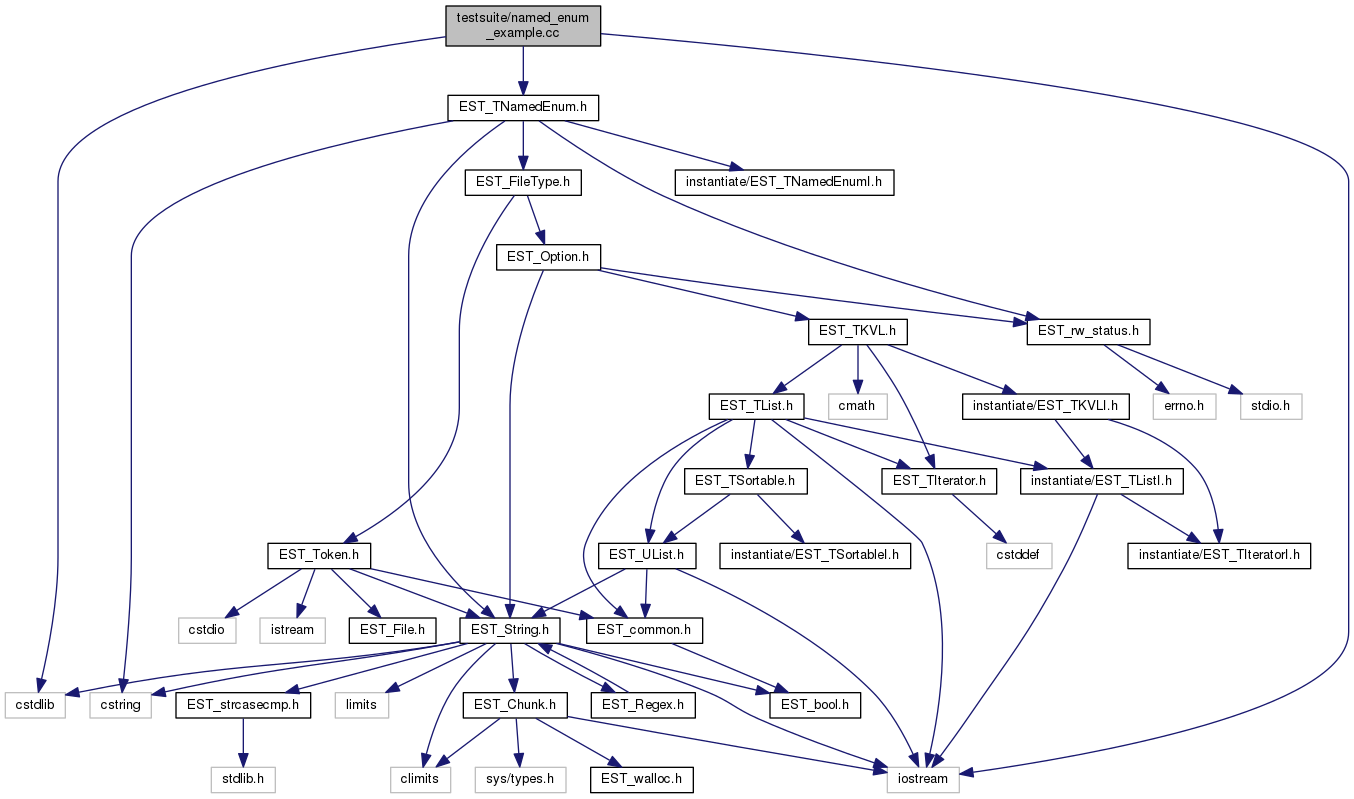 testsuite/named_enum
_example.cc
EST_TNamedEnum.h
EST_FileType.h
instantiate/EST_TNamedEnumI.h
EST_Option.h
EST_TKVL.h
EST_rw_status.h
EST_TList.h
cmath
instantiate/EST_TKVLI.h
errno.h
stdio.h
EST_TSortable.h
EST_TIterator.h
instantiate/EST_TListI.h
EST_Token.h
EST_UList.h
instantiate/EST_TSortableI.h
cstddef
instantiate/EST_TIteratorI.h
cstdio
istream
EST_File.h
EST_String.h
EST_common.h
cstdlib
cstring
EST_strcasecmp.h
limits
EST_Chunk.h
EST_Regex.h
EST_bool.h
stdlib.h
climits
sys/types.h
EST_walloc.h
iostream